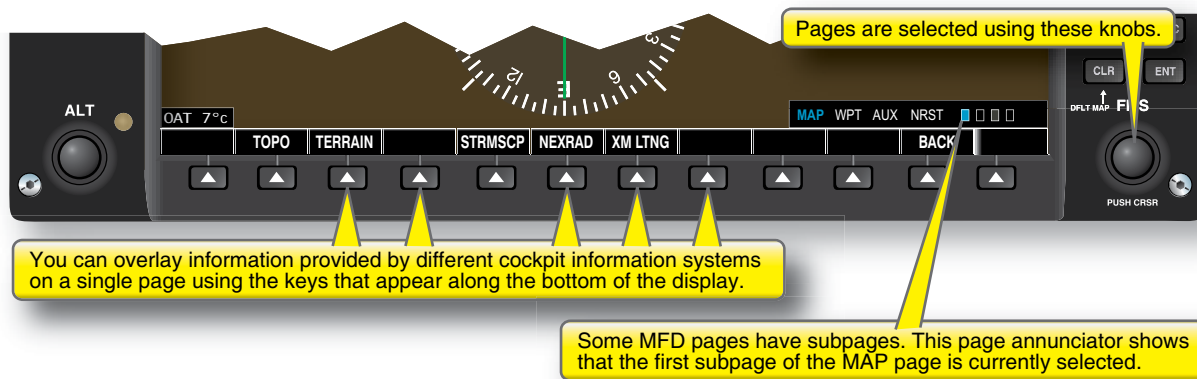 Pages are selected using these knobs.
CLR ENT
DFLT MAP FMS
PUSH CRSR
ALT
12 E 6 3
OAT 7°c
MAP WPT AUX NRST
TOPO TERRAIN STRMSCP NEXRAD XM LTNG BACK
You can overlay information provided by different cockpit information systems
on a single page using the keys that appear along the bottom of the display.
Some MFD pages have subpages. This page annunciator shows
that the first subpage of the MAP page is currently selected.